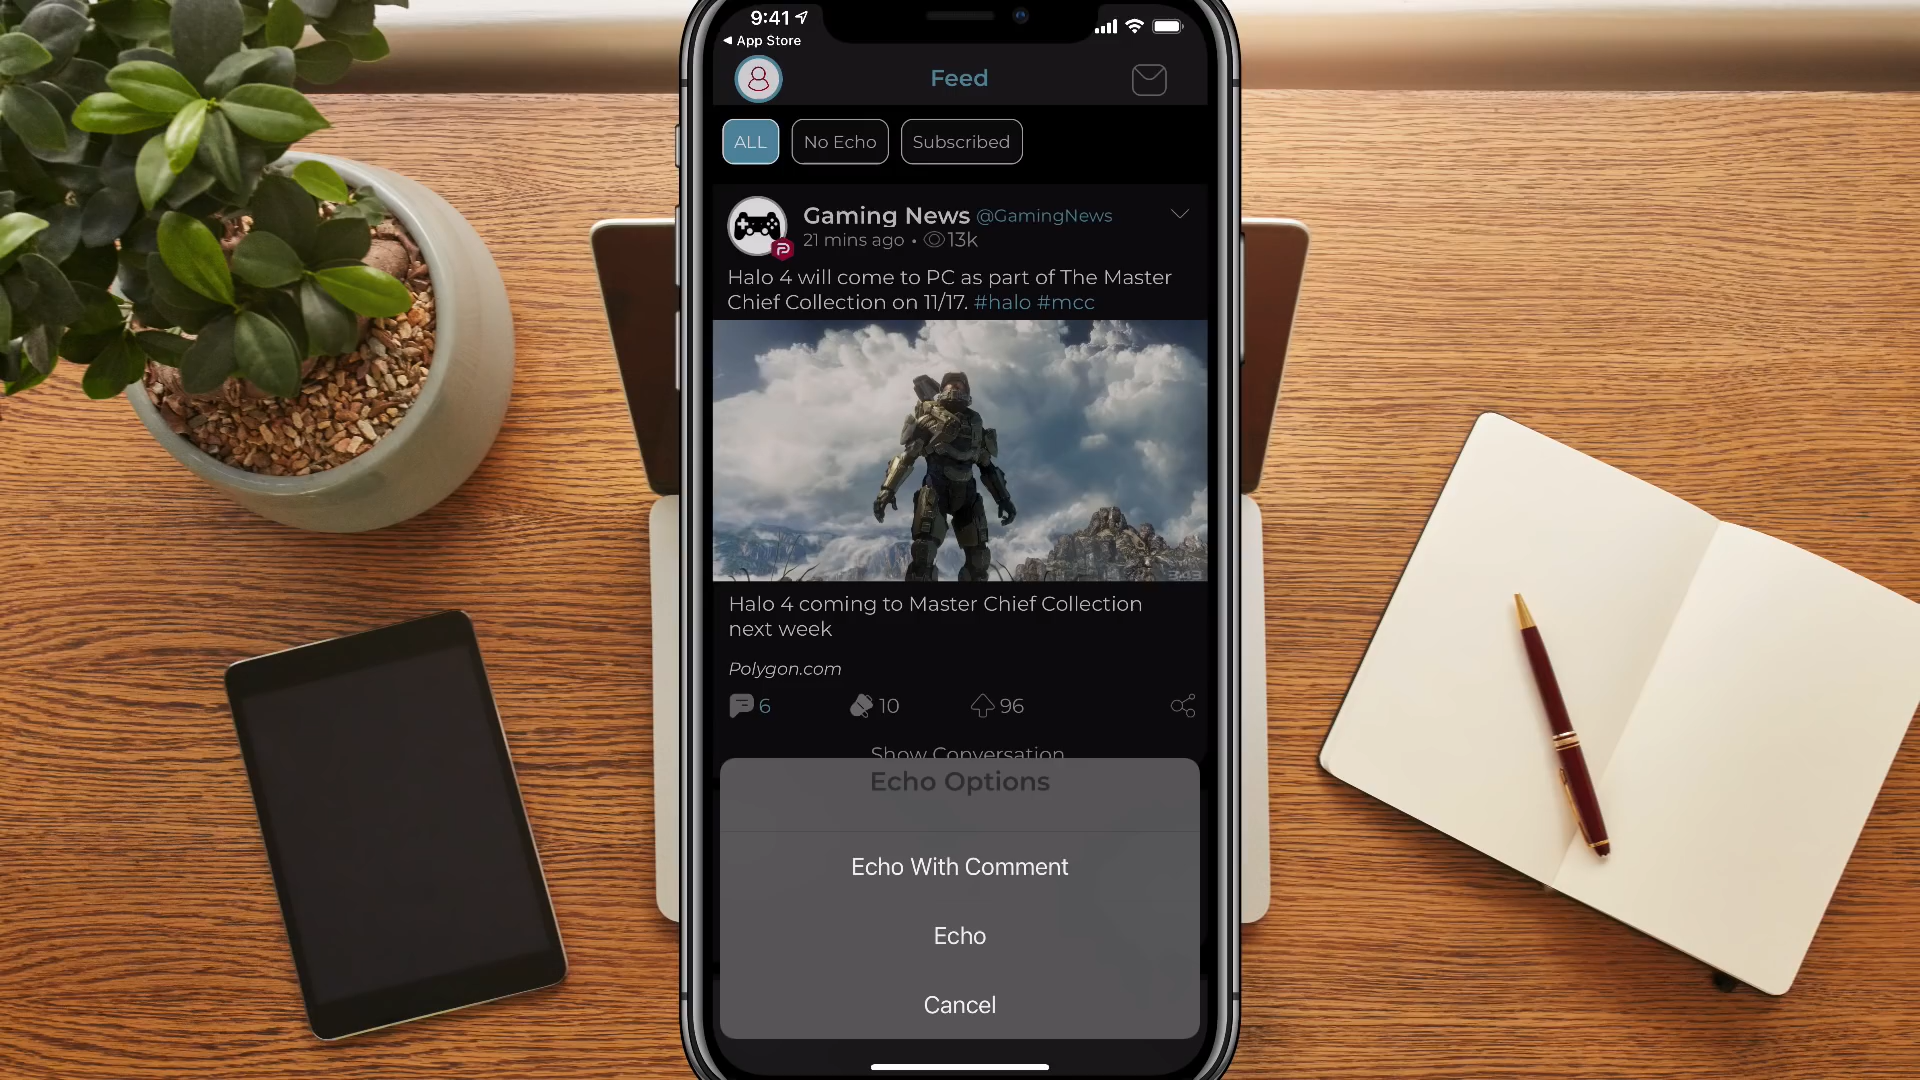 9:41
App Store
Feed
ALL
No Echo
Subscribed
Gaming News @GamingNews
21 mins ago • 13k
Halo 4 will come to PC as part of The Master
Chief Collection on 11/17. #halo #mcc
343
Halo 4 coming to Master Chief Collection
next week
Polygon.com
6
10
96
Show Conversation
Echo Options
Echo With Comment
Echo
Cancel